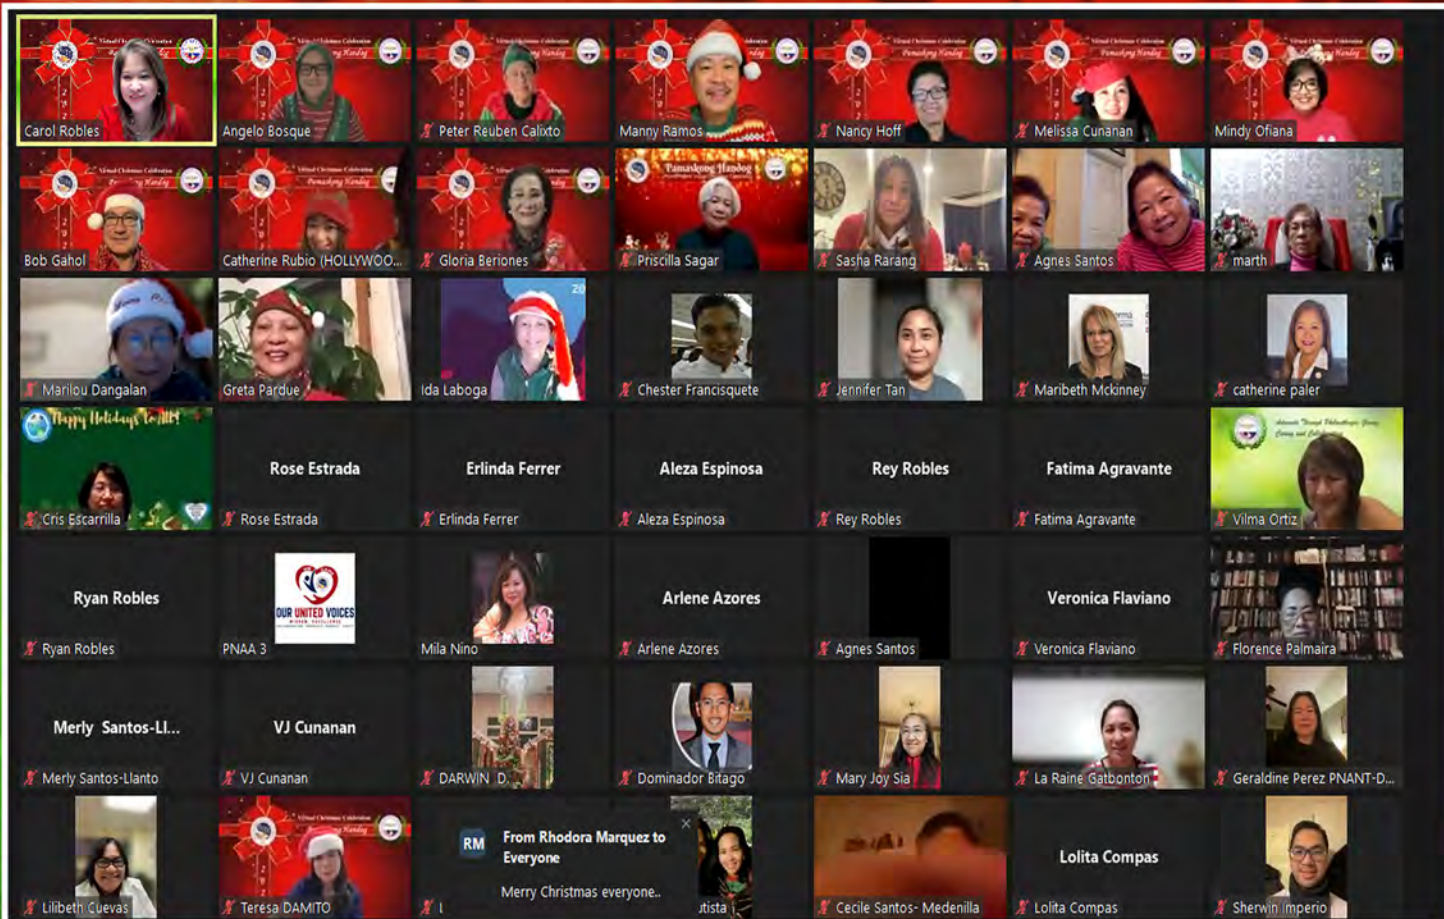 Virtual Christmas Celebration
Pamaskong Handog
Carol Robles
Angelo Bosque
Peter Reuben Calixto
Manny Ramos
Nancy Hoff
Melissa Cunanan
Mindy Ofiana
Bob Gahol
Catherine Rubio (HOLLYWOO...
Gloria Beriones
Pamaskong Handog
Priscilla Sagar
Sasha Rarang
Agnes Santos
marth
Marilou Dangalan
Greta Pardue
Ida Laboga
Chester Francisquete
Jennifer Tan
Maribeth Mckinney
catherine paler
Happy Holidays To All!
Cris Escarrilla
Rose Estrada
Rose Estrada
Erlinda Ferrer
Erlinda Ferrer
Aleza Espinosa
Aleza Espinosa
Rey Robles
Rey Robles
Fatima Agravante
Fatima Agravante
Vilma Ortiz
Ryan Robles
Ryan Robles
OUR UNITED VOICES
PNAA 3
Mila Nino
Arlene Azores
Arlene Azores
Agnes Santos
Veronica Flaviano
Veronica Flaviano
Florence Palmaira
Merly Santos-Ll...
Merly Santos-Llanto
VJ Cunanan
VJ Cunanan
DARWIN D.
Dominador Bitago
Mary Joy Sia
La Raine Gatbonton
Geraldine Perez PNANT-D...
Lilibeth Cuevas
Teresa DAMITO
RM
From Rhodora Marquez to
Everyone
Merry Christmas everyone..
Cecile Santos- Medenilla
Lolita Compas
Lolita Compas
Sherwin Imperio